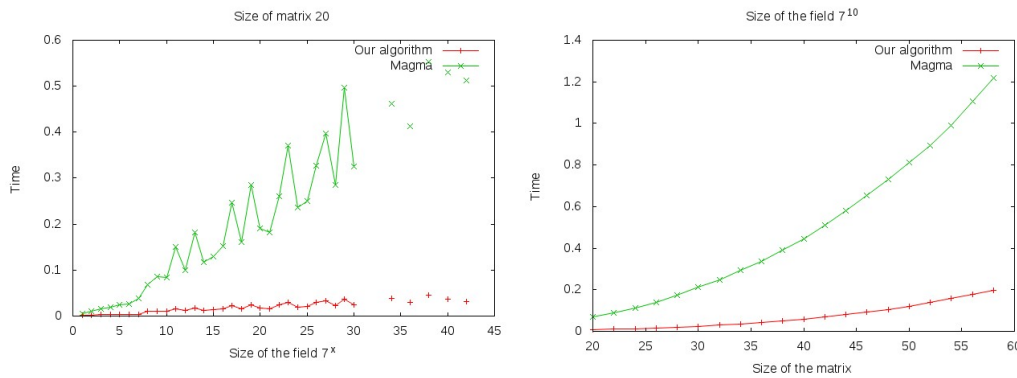 Size of matrix 20
0.6
0.5
0.4
0.3
0.2
0.1
0
Time
Our algorithm
Magma
0 5 10 15 20 25 30 35 40 45
Size of the field 7^x
Size of the field 7^10
1.4
1.2
1
0.8
0.6
0.4
0.2
0
Time
Our algorithm
Magma
20 25 30 35 40 45 50 55 60
Size of the matrix